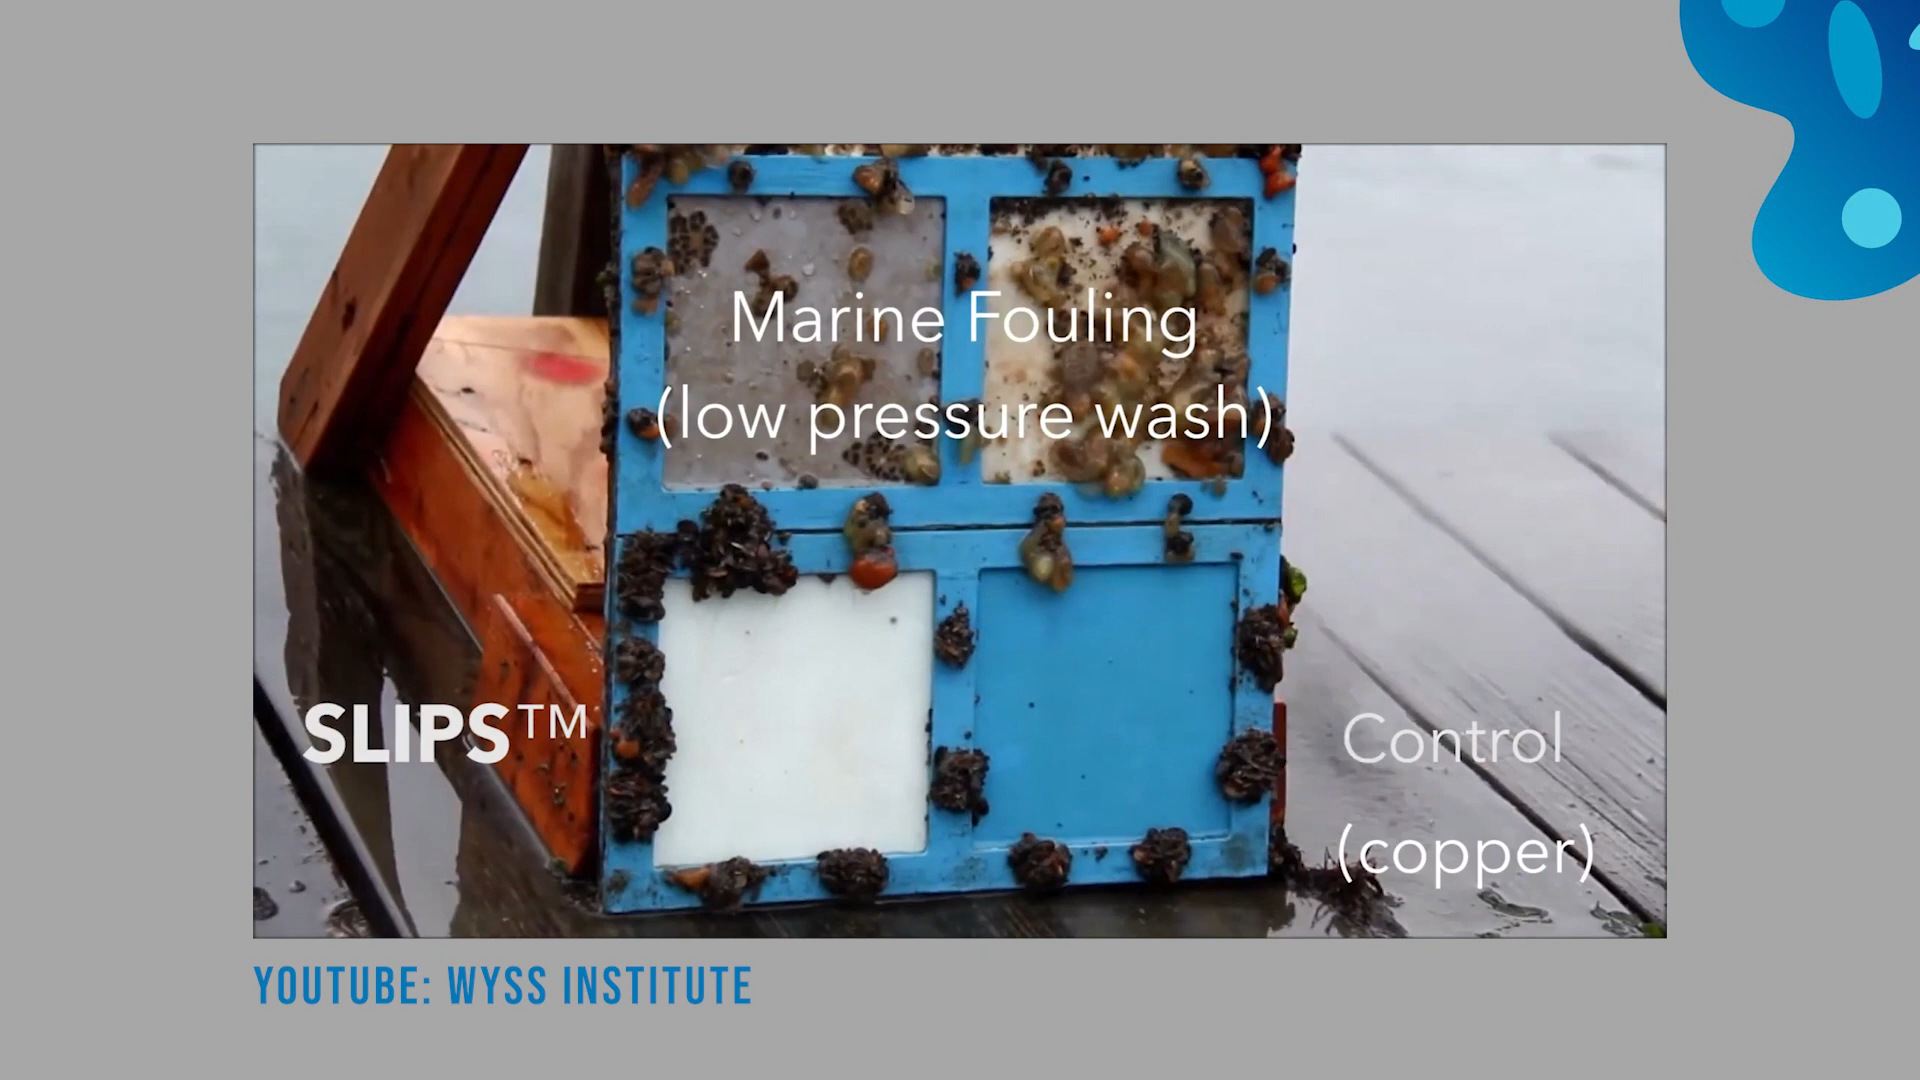 Marine Fouling
(low pressure wash)
SLIPS™
Control
(copper)
YOUTUBE: WYSS INSTITUTE